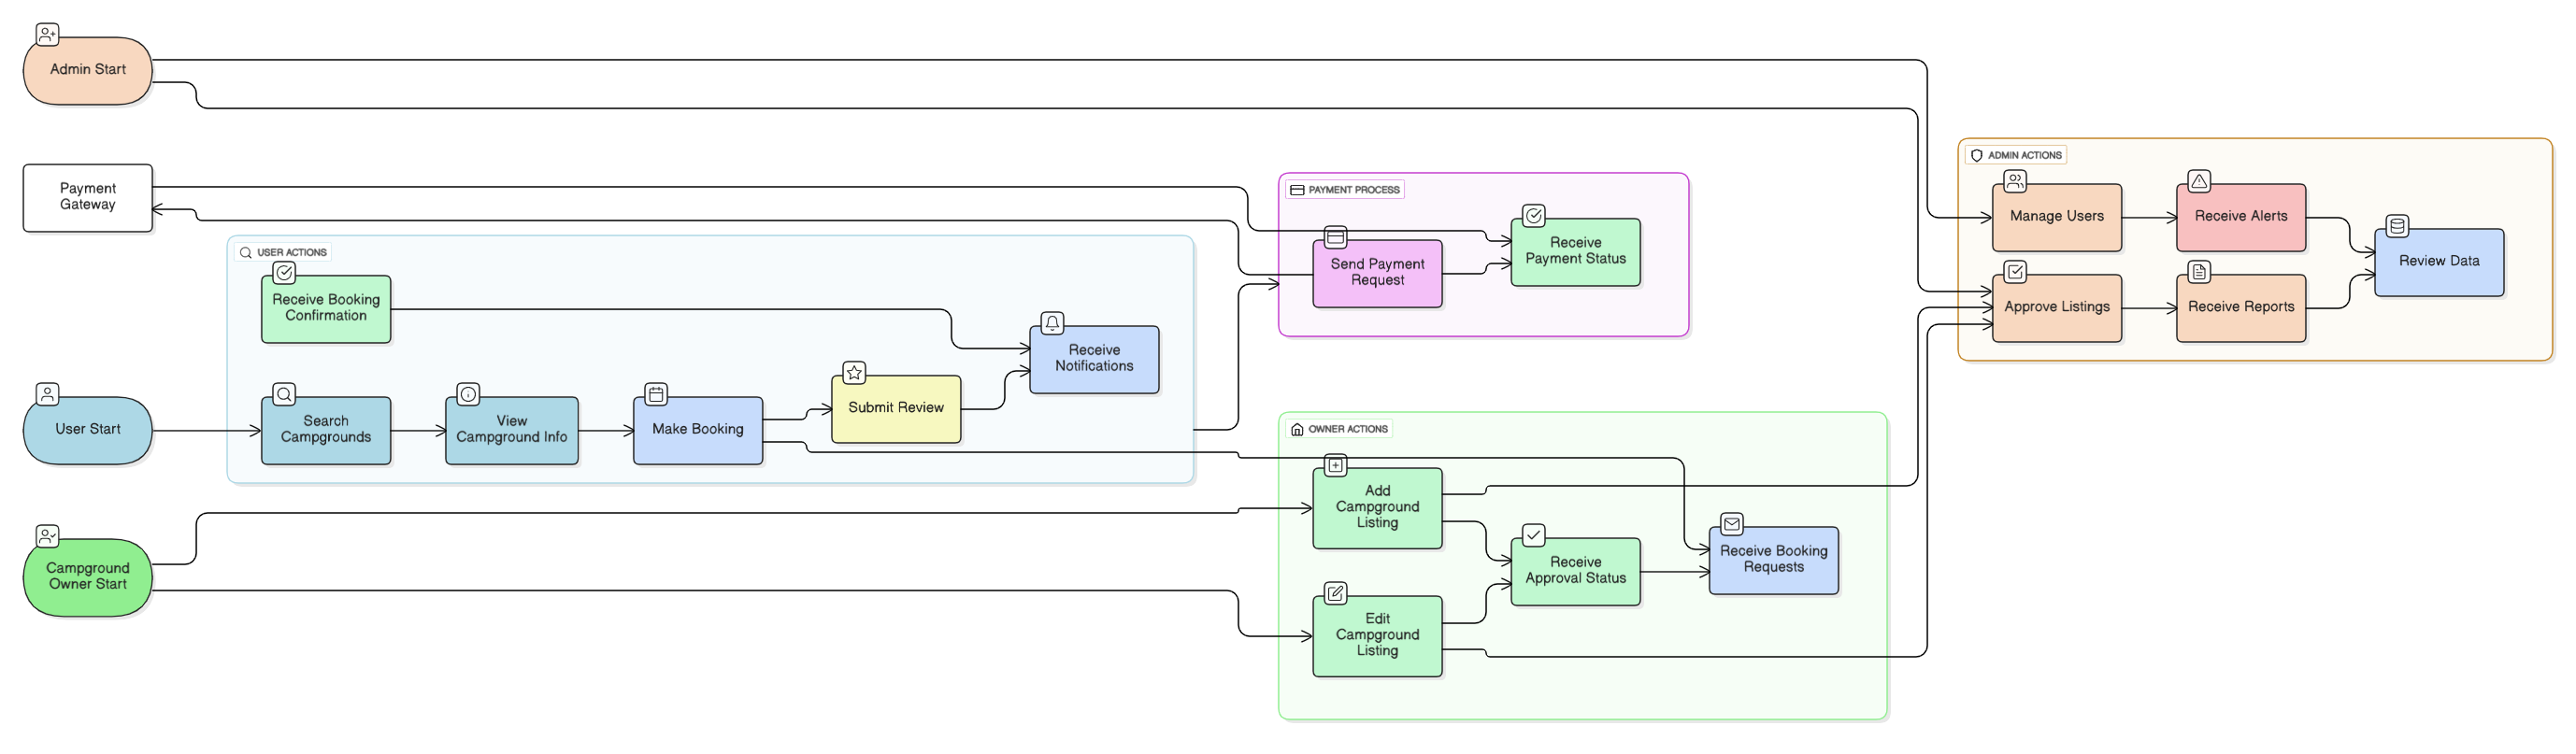 Admin Start
Payment
Gateway
USER ACTIONS
Receive Booking
Confirmation
Receive
Notifications
Submit Review
User Start
Search
Campgrounds
View
Campground Info
Make Booking
Campground
Owner Start
PAYMENT PROCESS
Send Payment
Request
Receive
Payment Status
OWNER ACTIONS
Add
Campground
Listing
Edit
Campground
Listing
Receive
Approval Status
Receive Booking
Requests
ADMIN ACTIONS
Manage Users
Receive Alerts
Approve Listings
Receive Reports
Review Data